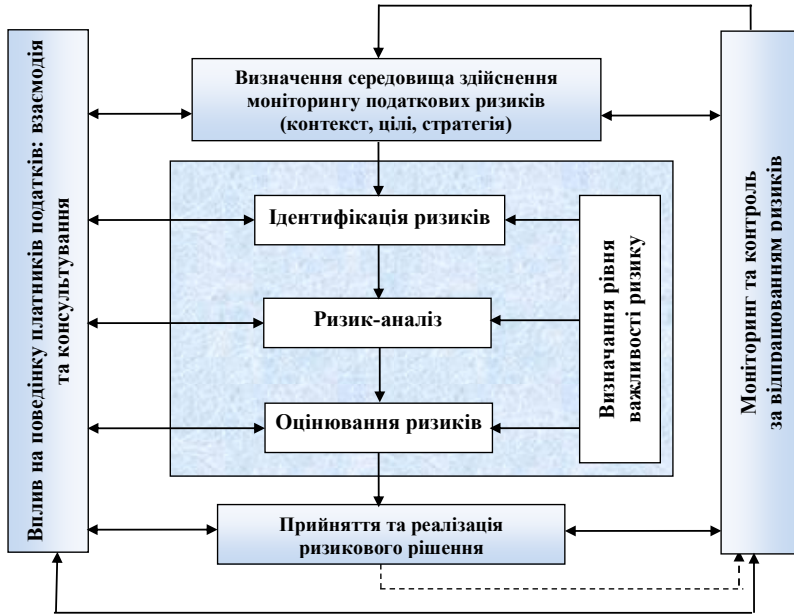 Вплив на поведінку платників податків: взаємодія
та консультування
Визначення середовища здійснення
моніторингу податкових ризиків
(контекст, цілі, стратегія)
Ідентифікація ризиків
Ризик-аналіз
Оцінювання ризиків
Визначання рівня
важливості ризику
Прийняття та реалізація
ризикового рішення
Моніторинг та контроль
за відпрацюванням ризиків